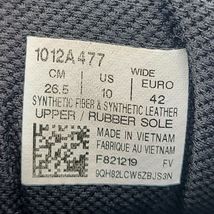 1012A477
CM US WIDE EURO
26.5 10 42
SYNTHETIC FIBER & SYNTHETIC LEATHER
UPPER / RUBBER SOLE
MADE IN VIETNAM
FABRIQUE AU VIETNAM
F821219 FV
9QH82LCW5ZBJS3N